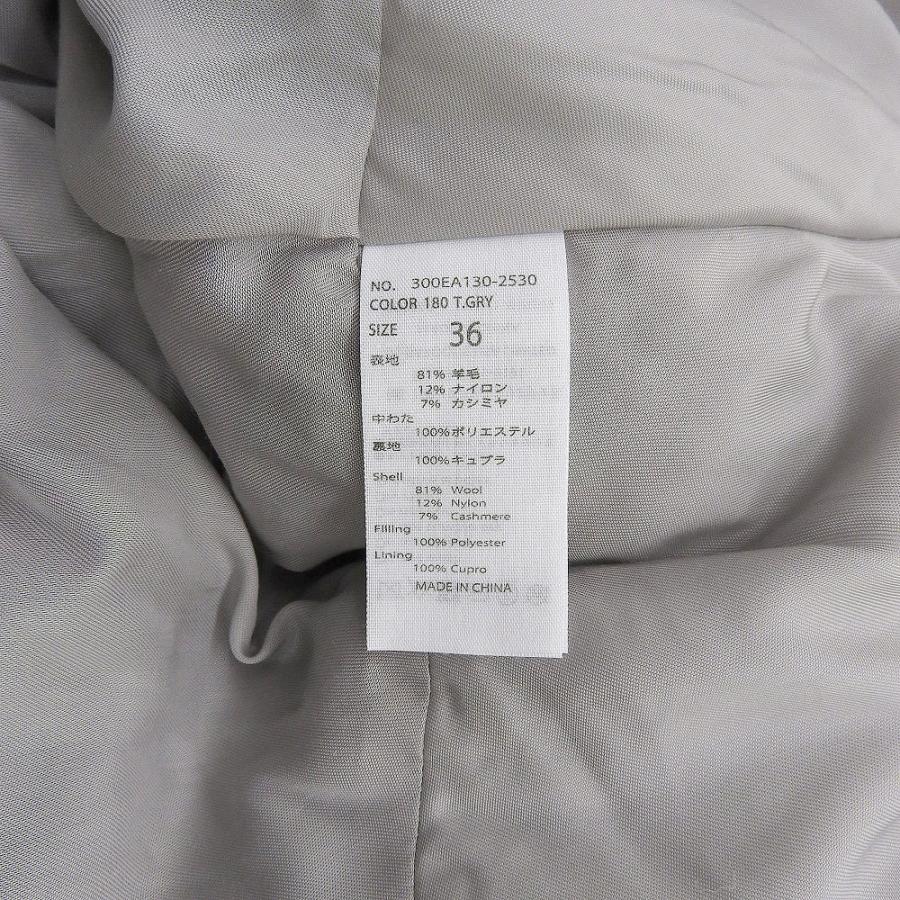 NO. 300EA130-2530
COLOR 180 T.GRY
SIZE 36
表地
81% 羊毛
12% ナイロン
7% カシミヤ
中わた
100%ポリエステル
裏地
100%キュプラ
Shell
81% Wool
12% Nylon
7% Cashmere
Filling
100% Polyester
Lining
100% Cupro
MADE IN CHINA